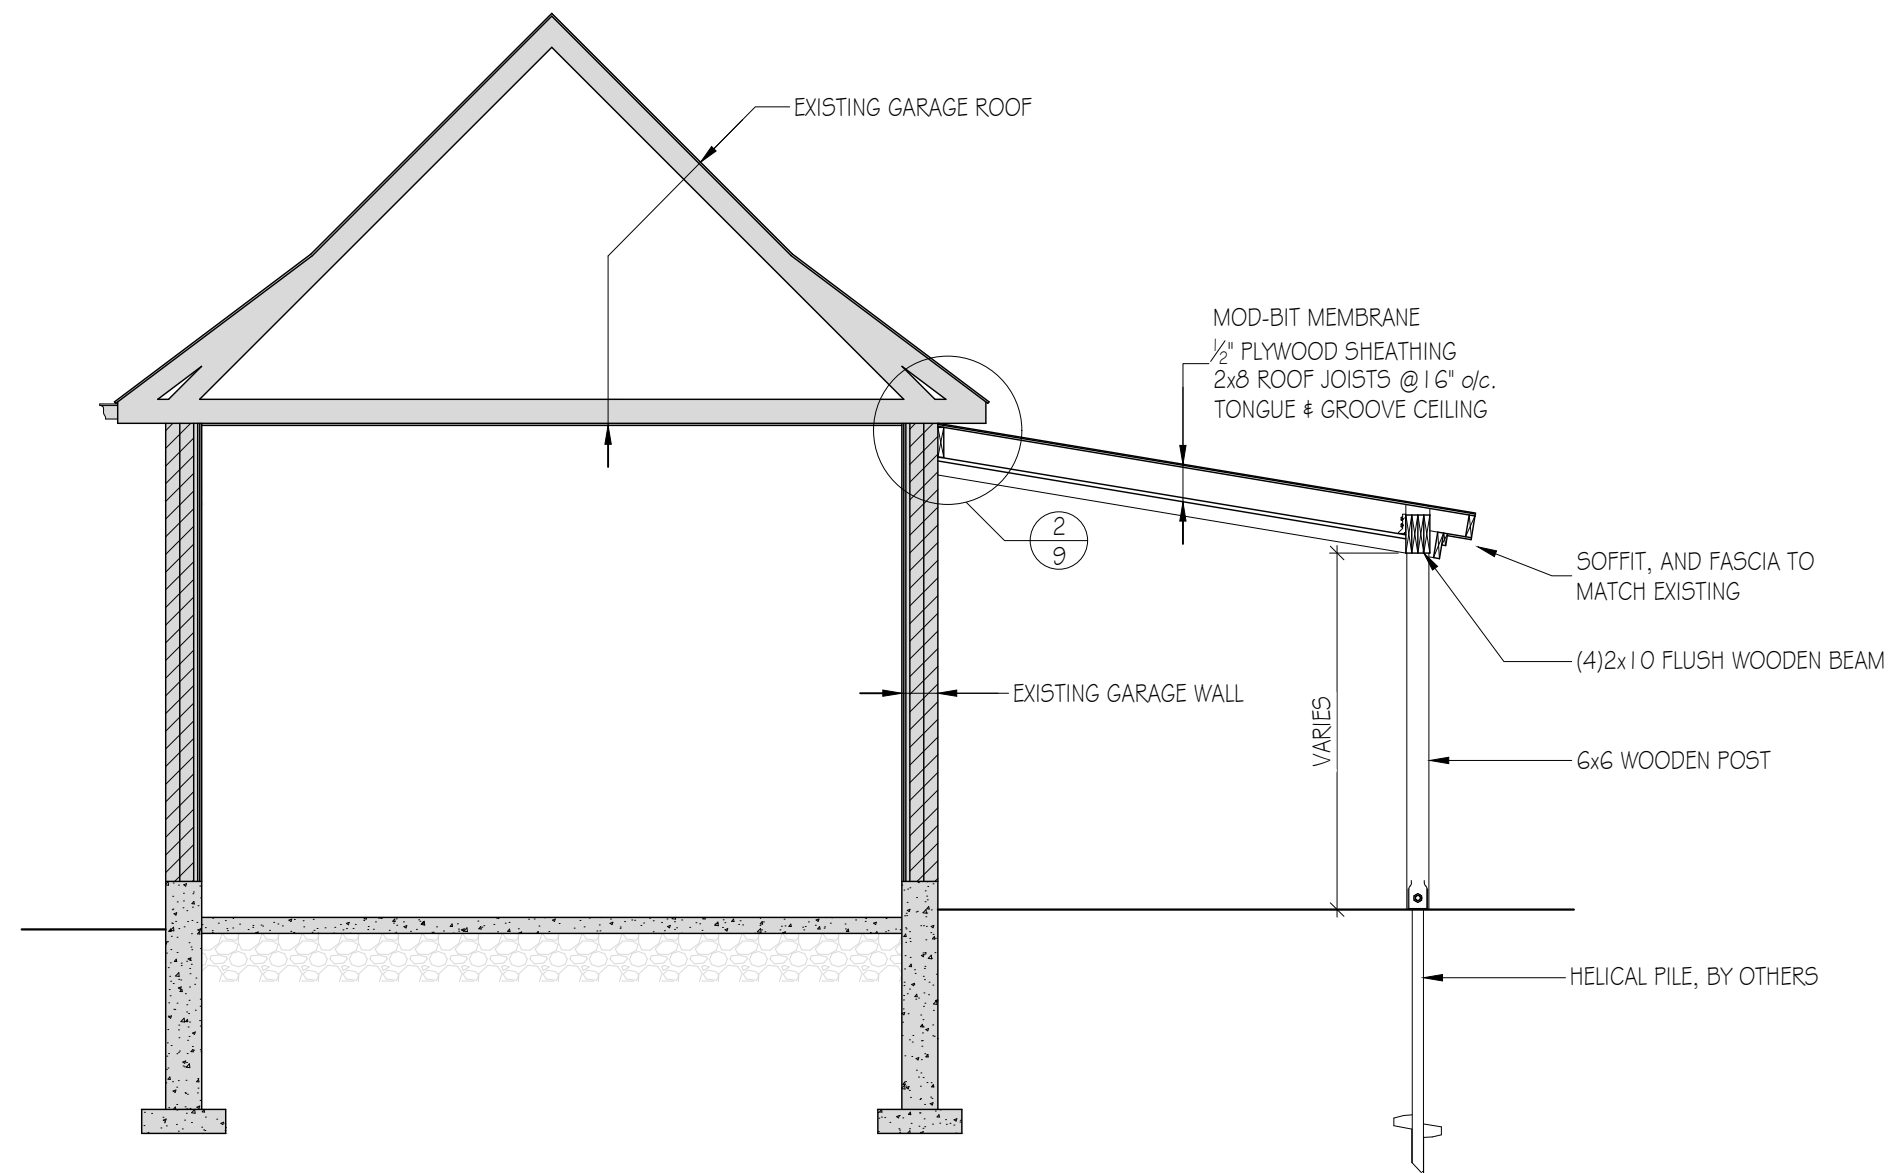 EXISTING GARAGE ROOF
MOD-BIT MEMBRANE
1/2" PLYWOOD SHEATHING
2x8 ROOF JOISTS @16" o/c.
TONGUE & GROOVE CEILING
2
9
SOFFIT, AND FASCIA TO
MATCH EXISTING
(4)2x10 FLUSH WOODEN BEAM
EXISTING GARAGE WALL
VARIES
6x6 WOODEN POST
HELICAL PILE, BY OTHERS